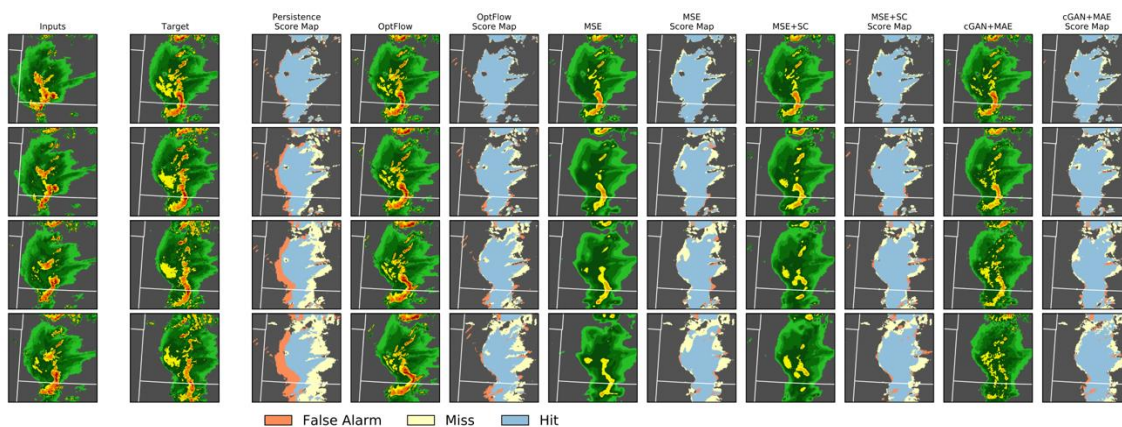 Inputs
Target
Persistence
Score Map
OptFlow
OptFlow
Score Map
MSE
MSE
Score Map
MSE+SC
MSE+SC
Score Map
cGAN+MAE
cGAN+MAE
Score Map
False Alarm
Miss
Hit